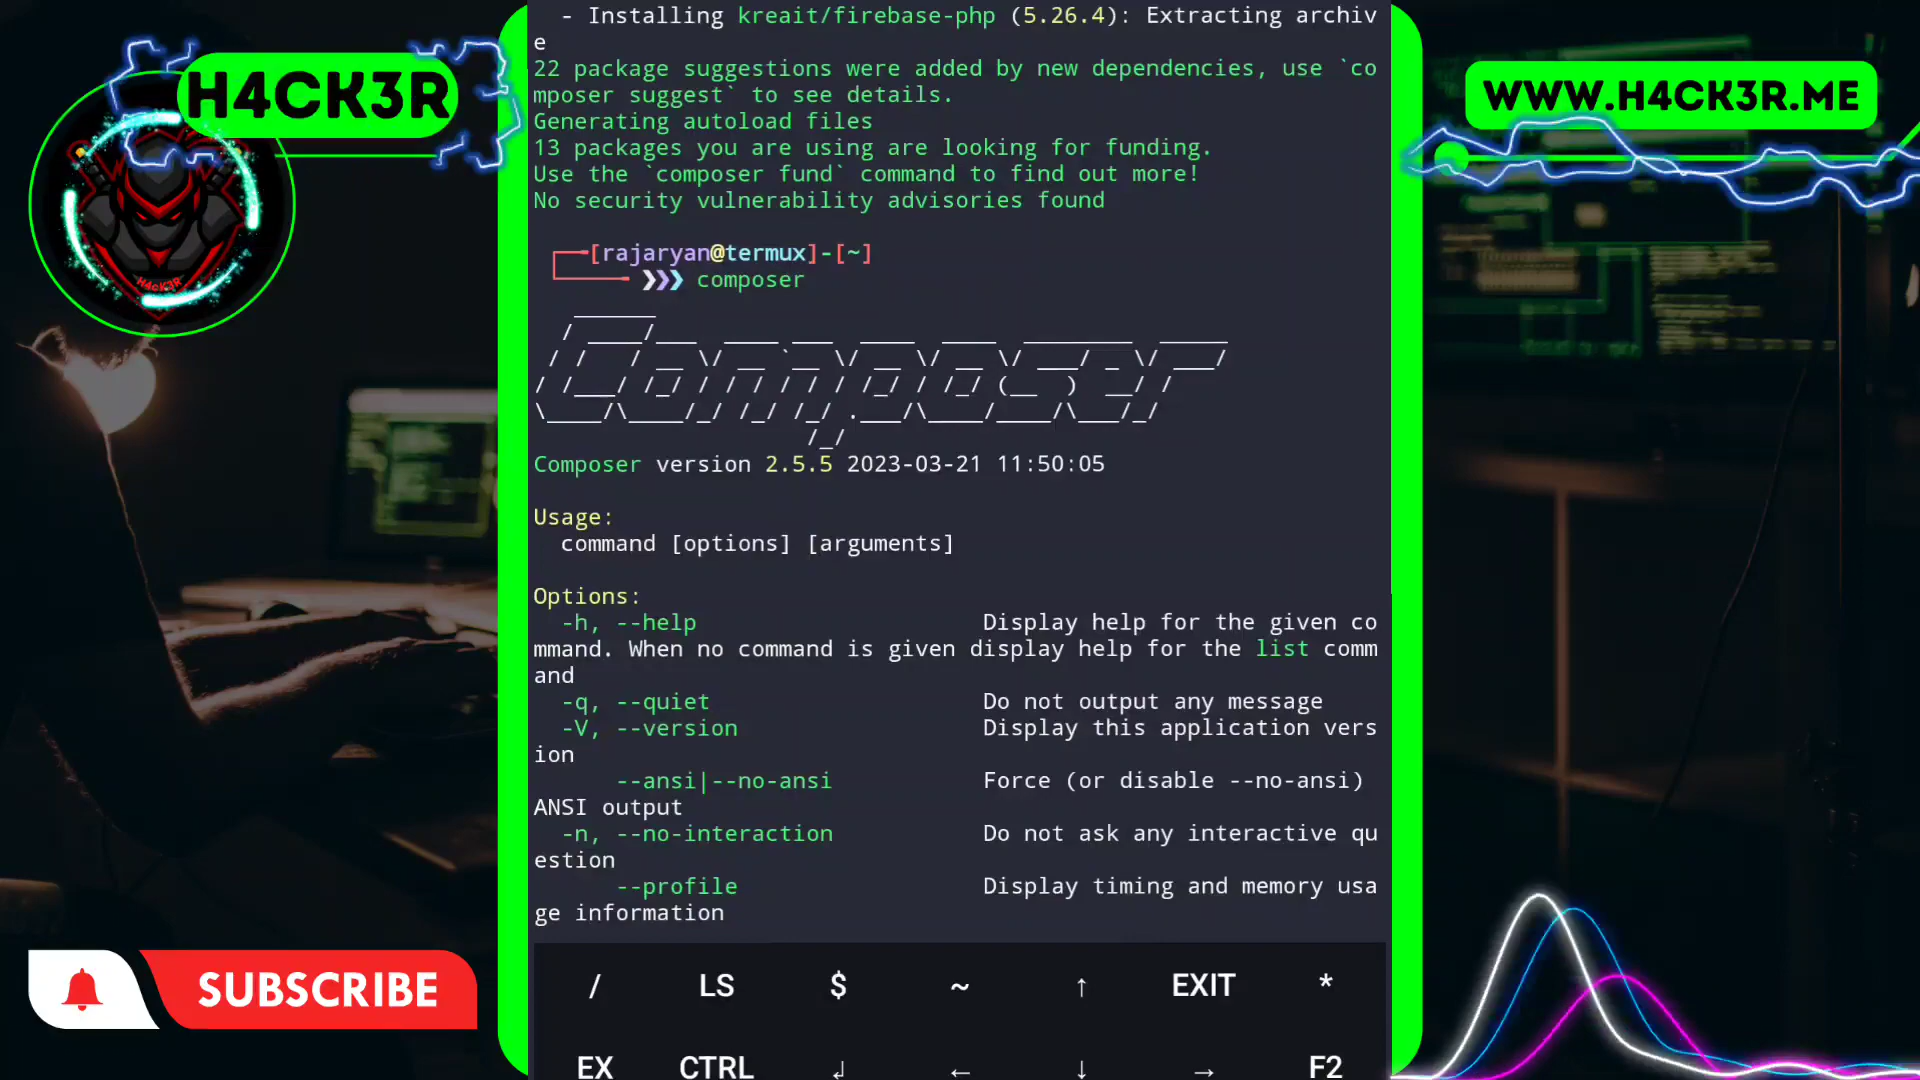 H4CK3R
H4CK3R
WWW.H4CK3R.ME
- Installing kreait/firebase-php (5.26.4): Extracting archiv
e
22 package suggestions were added by new dependencies, use `co
mposer suggest` to see details.
Generating autoload files
13 packages you are using are looking for funding.
Use the `composer fund` command to find out more!
No security vulnerability advisories found
[rajaryan@termux]-[~]
❯❯❯ composer
Composer
Composer version 2.5.5 2023-03-21 11:50:05
Usage:
command [options] [arguments]
Options:
-h, --help Display help for the given co
mmand. When no command is given display help for the list comm
and
-q, --quiet Do not output any message
-V, --version Display this application vers
ion
--ansi|--no-ansi Force (or disable --no-ansi)
ANSI output
-n, --no-interaction Do not ask any interactive qu
estion
--profile Display timing and memory usa
ge information
SUBSCRIBE
/ LS $ ~ ↑ EXIT *
EX CTRL ↲ ← ↓ → F2